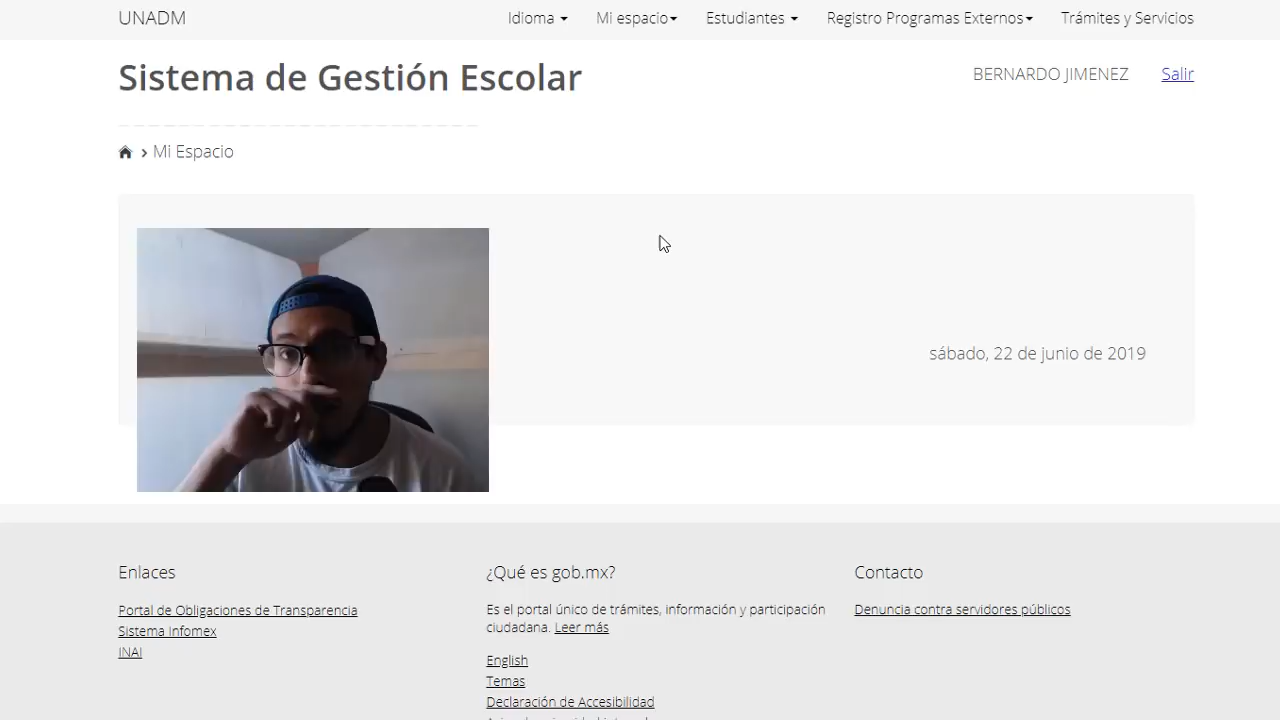 UNADM
Idioma
Mi espacio
Estudiantes
Registro Programas Externos
Trámites y Servicios
Sistema de Gestión Escolar
BERNARDO JIMENEZ
Salir
Mi Espacio
sábado, 22 de junio de 2019
Enlaces
Portal de Obligaciones de Transparencia
Sistema Infomex
INAI
¿Qué es gob.mx?
Es el portal único de trámites, información y participación
ciudadana. Leer más
English
Temas
Declaración de Accesibilidad
Contacto
Denuncia contra servidores públicos